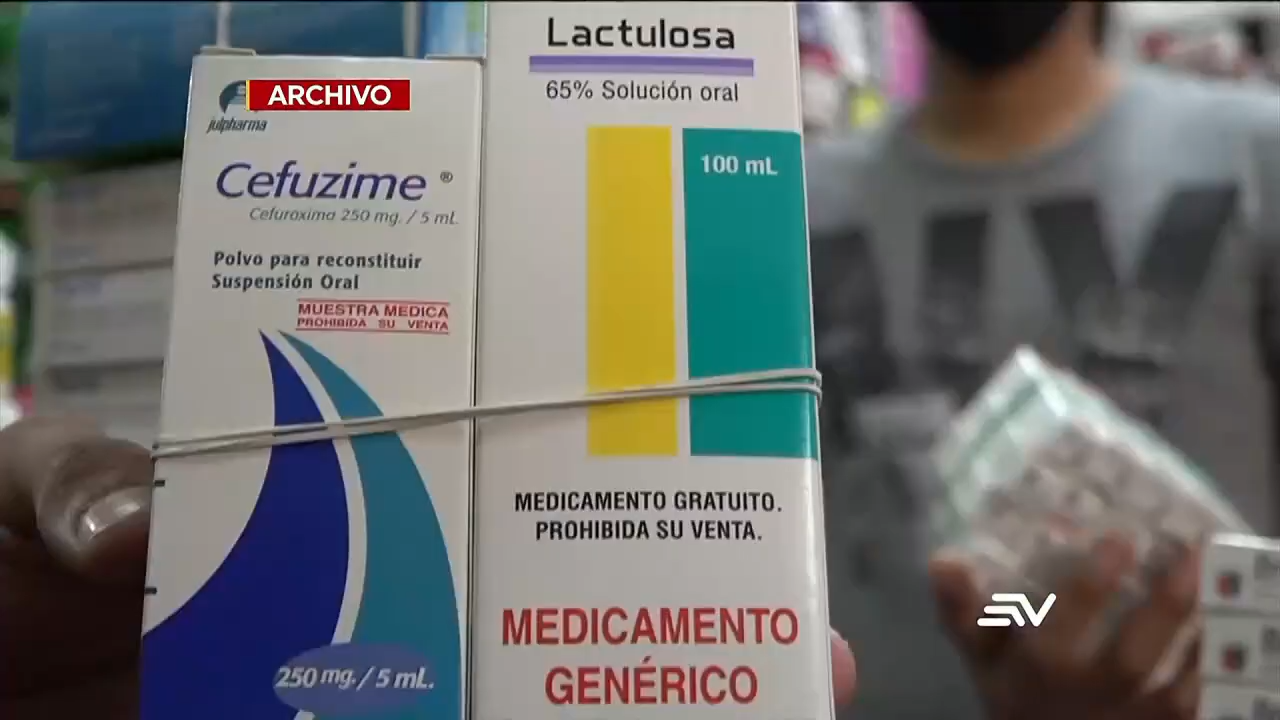 ARCHIVO
julpharma
Cefuzime ®
Cefuroxima 250 mg. / 5 mL.
Polvo para reconstituir
Suspensión Oral
MUESTRA MEDICA
PROHIBIDA SU VENTA
250 mg. / 5 mL.
Lactulosa
65% Solución oral
100 mL
MEDICAMENTO GRATUITO.
PROHIBIDA SU VENTA.
MEDICAMENTO
GENÉRICO